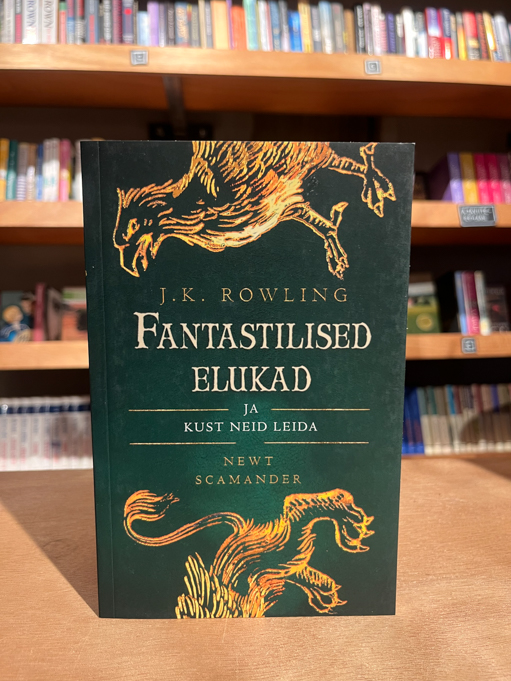 J.K. ROWLING
FANTASTILISED
ELUKAD
JA
KUST NEID LEIDA
NEWT
SCAMANDER